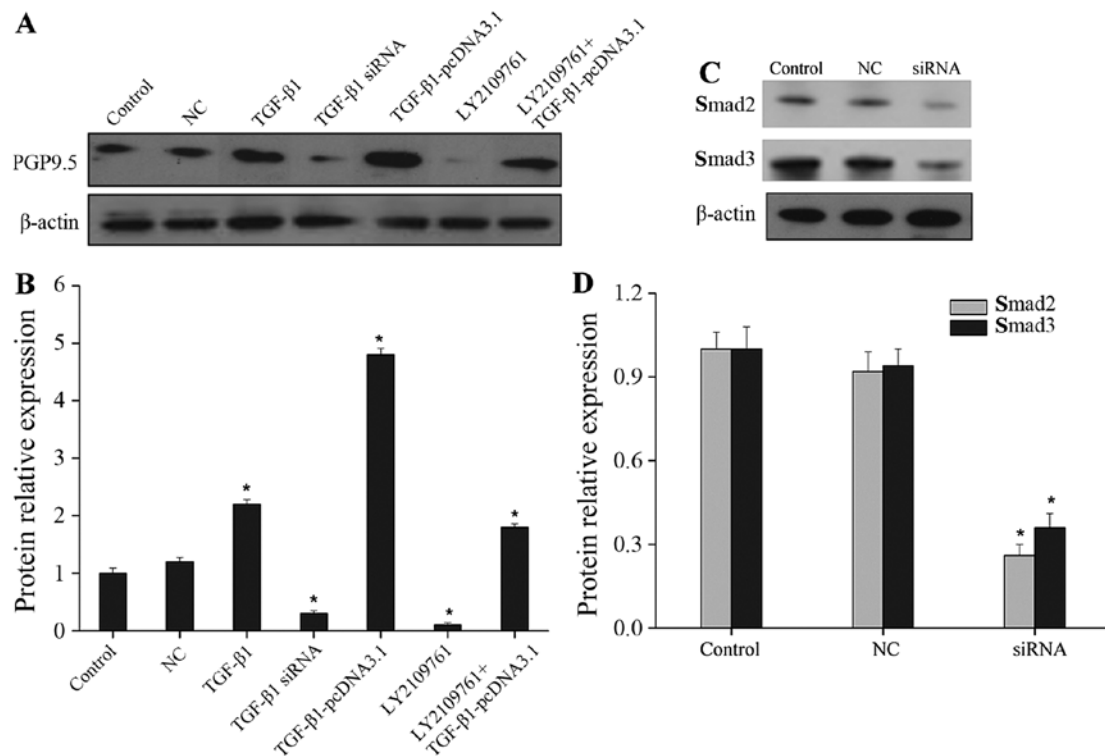 A
Control
NC
TGF-β1
TGF-β1 siRNA
TGF-β1-pcDNA3.1
LY2109761
LY2109761+
TGF-β1-pcDNA3.1
PGP9.5
β-actin
C
Control NC siRNA
Smad2
Smad3
β-actin
B
Protein relative expression
6
5
4
3
2
1
0
*
*
*
*
*
Control
NC
TGF-β1
TGF-β1 siRNA
TGF-β1-pcDNA3.1
LY2109761
LY2109761+
TGF-β1-pcDNA3.1
D
Protein relative expression
1.2
0.9
0.6
0.3
0.0
Smad2
Smad3
*
*
Control NC siRNA